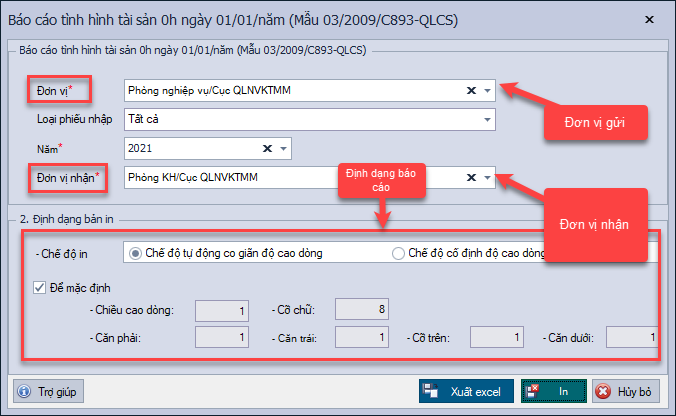 Báo cáo tình hình tài sản 0h ngày 01/01/năm (Mẫu 03/2009/C893-QLCS)
Báo cáo tình hình tài sản 0h ngày 01/01/năm (Mẫu 03/2009/C893-QLCS)
Đơn vị* Phòng nghiệp vụ/Cục QLNVKTMM
Đơn vị gửi
Loại phiếu nhập Tất cả
Năm* 2021
Định dạng báo
cáo
Đơn vị nhận* Phòng KH/Cục QLNVKTMM
Đơn vị nhận
2. Định dạng bản in
- Chế độ in Chế độ tự động co giãn độ cao dòng Chế độ cố định độ cao dòng
Để mặc định
- Chiều cao dòng: 1 - Cỡ chữ: 8
- Căn phải: 1 - Căn trái: 1 - Cỡ trên: 1 - Căn dưới: 1
Trợ giúp Xuất excel In Hủy bỏ